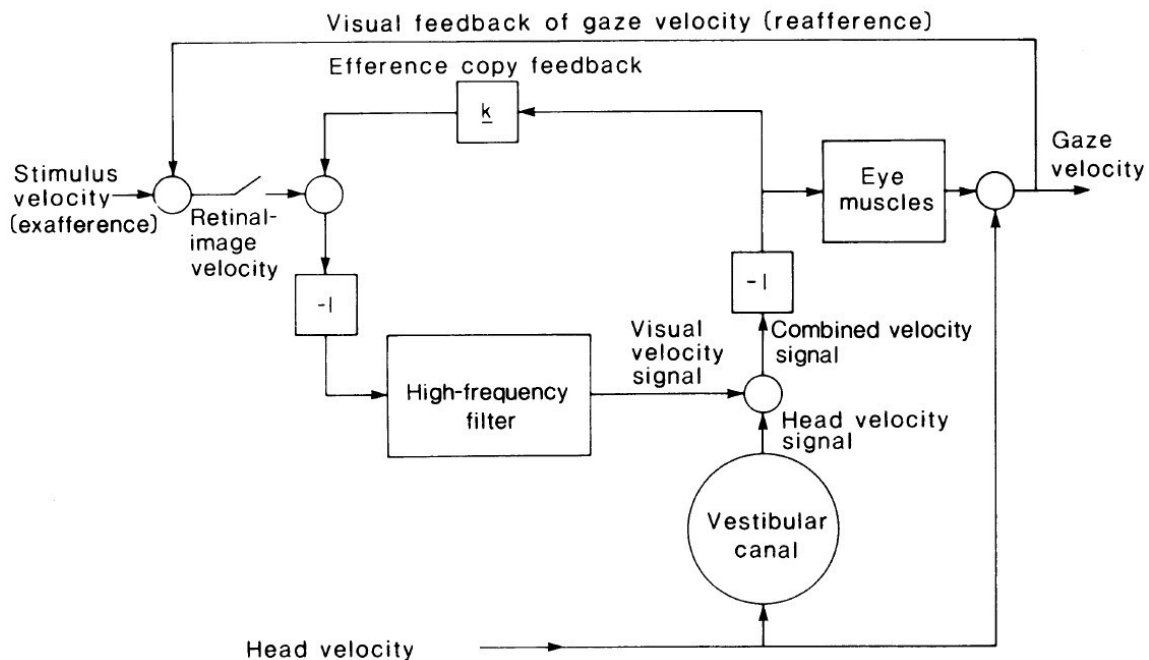 Visual feedback of gaze velocity (reafference)
Efference copy feedback
k
Gaze
velocity
Stimulus
velocity
(exafference)
Eye
muscles
Retinal-
image
velocity
-1
-1
Visual
velocity
signal
Combined velocity
signal
High-frequency
filter
Head velocity
signal
Vestibular
canal
Head velocity